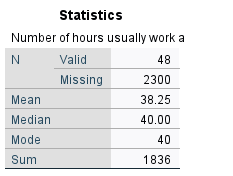 Statistics
Number of hours usually work a
N Valid 48
Missing 2300
Mean 38.25
Median 40.00
Mode 40
Sum 1836